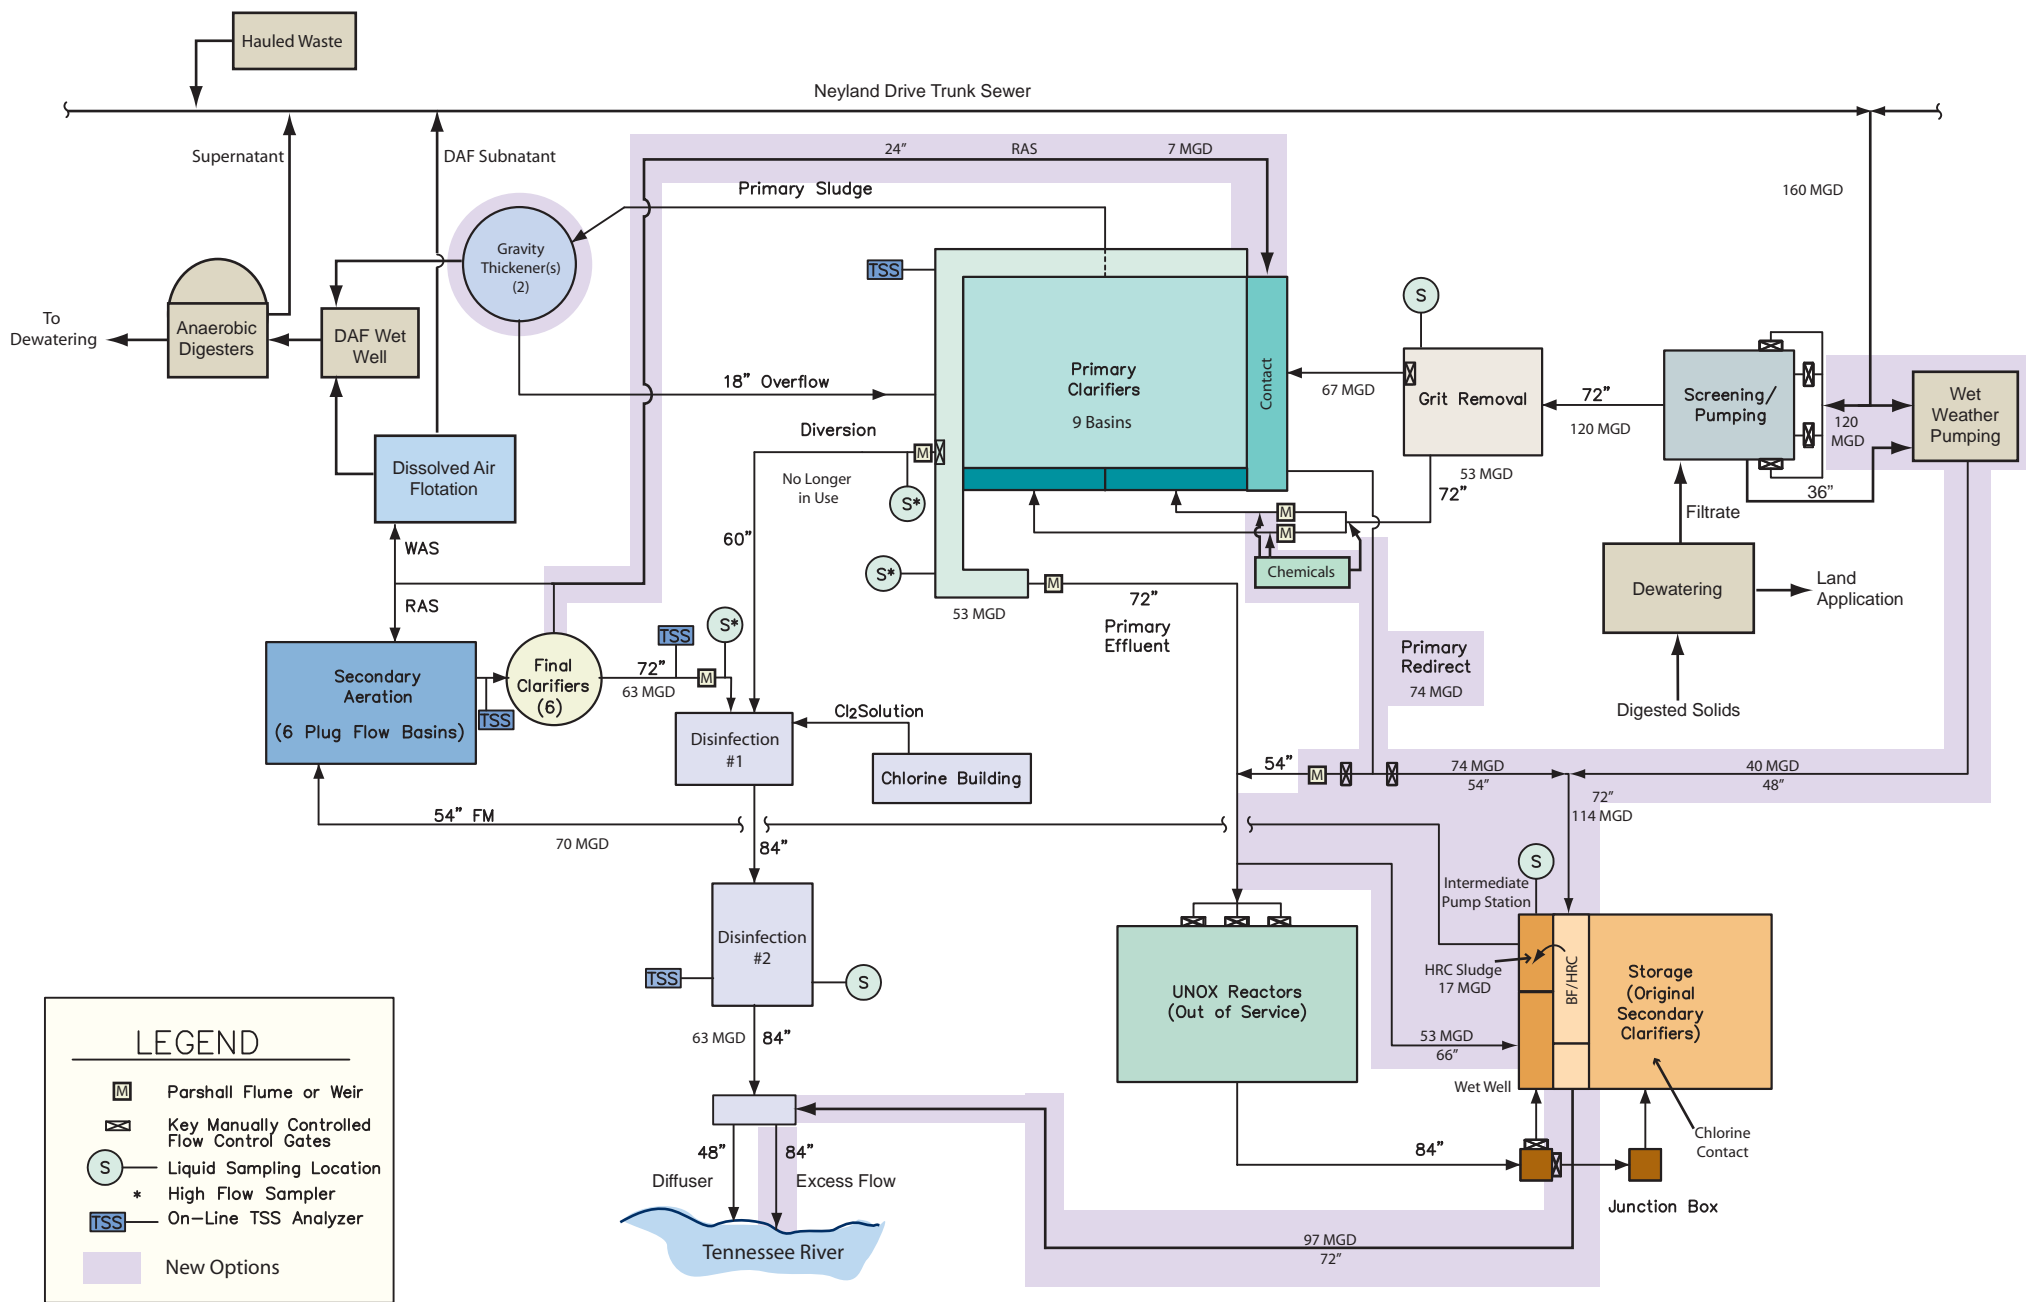 Hauled Waste
Neyland Drive Trunk Sewer
Supernatant
DAF Subnatant
24” RAS 7 MGD
160 MGD
Primary Sludge
Gravity
Thickener(s)
(2)
TSS
S
To
Dewatering
Anaerobic
Digesters
DAF Wet
Well
18” Overflow
Primary
Clarifiers
9 Basins
Contact
67 MGD
Grit Removal
72”
120 MGD
Screening/
Pumping
120
MGD
Wet
Weather
Pumping
Diversion
M
No Longer
in Use
S*
Dissolved Air
Flotation
53 MGD
72”
36”
Filtrate
M
M
60”
WAS
RAS
S*
Chemicals
Dewatering
Land
Application
53 MGD
M
72”
Primary
Effluent
Primary
Redirect
74 MGD
Digested Solids
Secondary
Aeration
(6 Plug Flow Basins)
TSS
Final
Clarifiers
(6)
72”
63 MGD
TSS
S*
M
Cl2Solution
Disinfection
#1
Chlorine Building
54”
M
74 MGD
54”
40 MGD
48”
72”
114 MGD
54” FM
70 MGD
84”
S
Intermediate
Pump Station
Disinfection
#2
TSS
S
HRC Sludge
17 MGD
BF/HRC
Storage
(Original
Secondary
Clarifiers)
UNOX Reactors
(Out of Service)
53 MGD
66”
63 MGD
84”
Wet Well
Chlorine
Contact
84”
Junction Box
48”
84”
Diffuser
Excess Flow
Tennessee River
97 MGD
72”
LEGEND
M Parshall Flume or Weir
Key Manually Controlled
Flow Control Gates
S Liquid Sampling Location
* High Flow Sampler
TSS On-Line TSS Analyzer
New Options